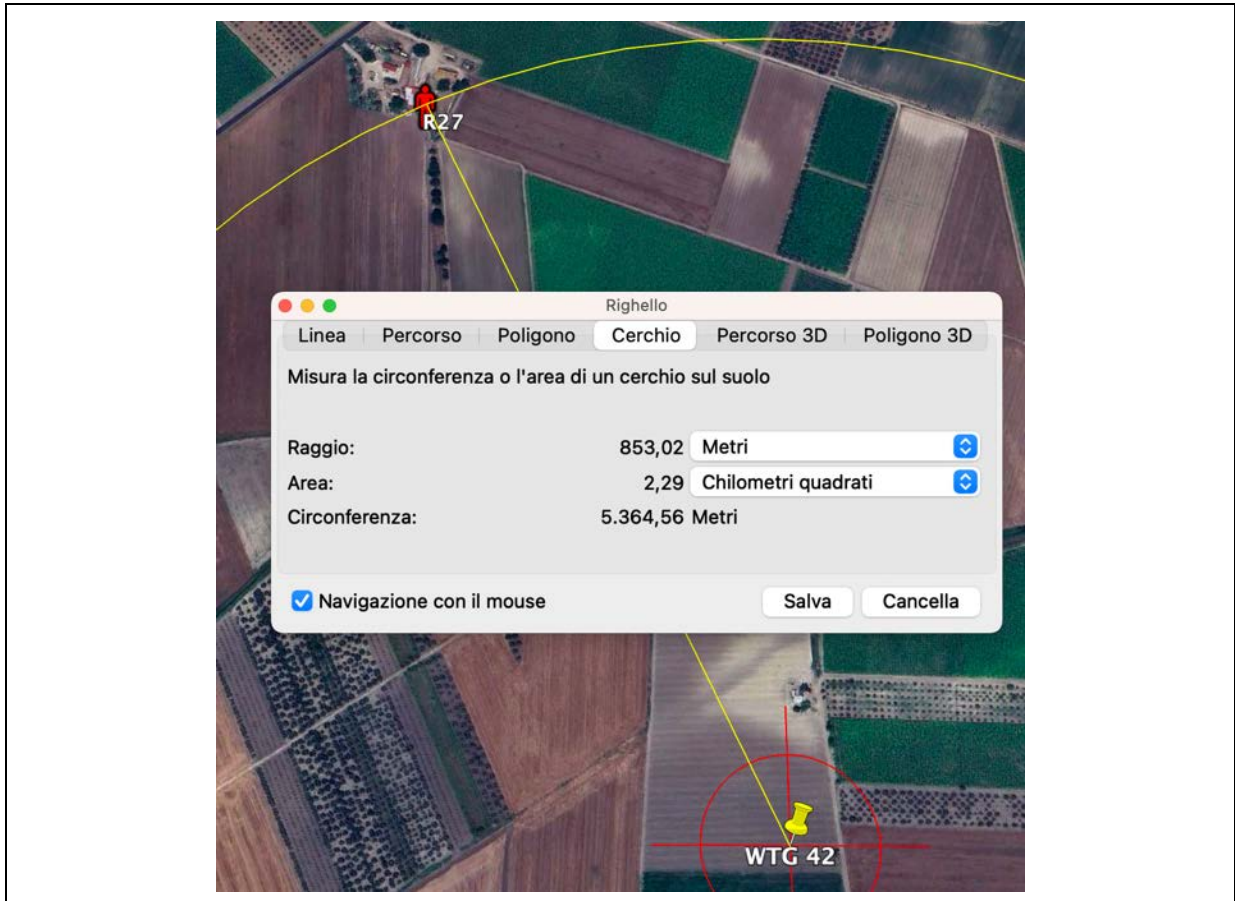 R27
Righello
Linea Percorso Poligono Cerchio Percorso 3D Poligono 3D
Misura la circonferenza o l'area di un cerchio sul suolo
Raggio: 853,02 Metri
Area: 2,29 Chilometri quadrati
Circonferenza: 5.364,56 Metri
Navigazione con il mouse Salva Cancella
WTG 42